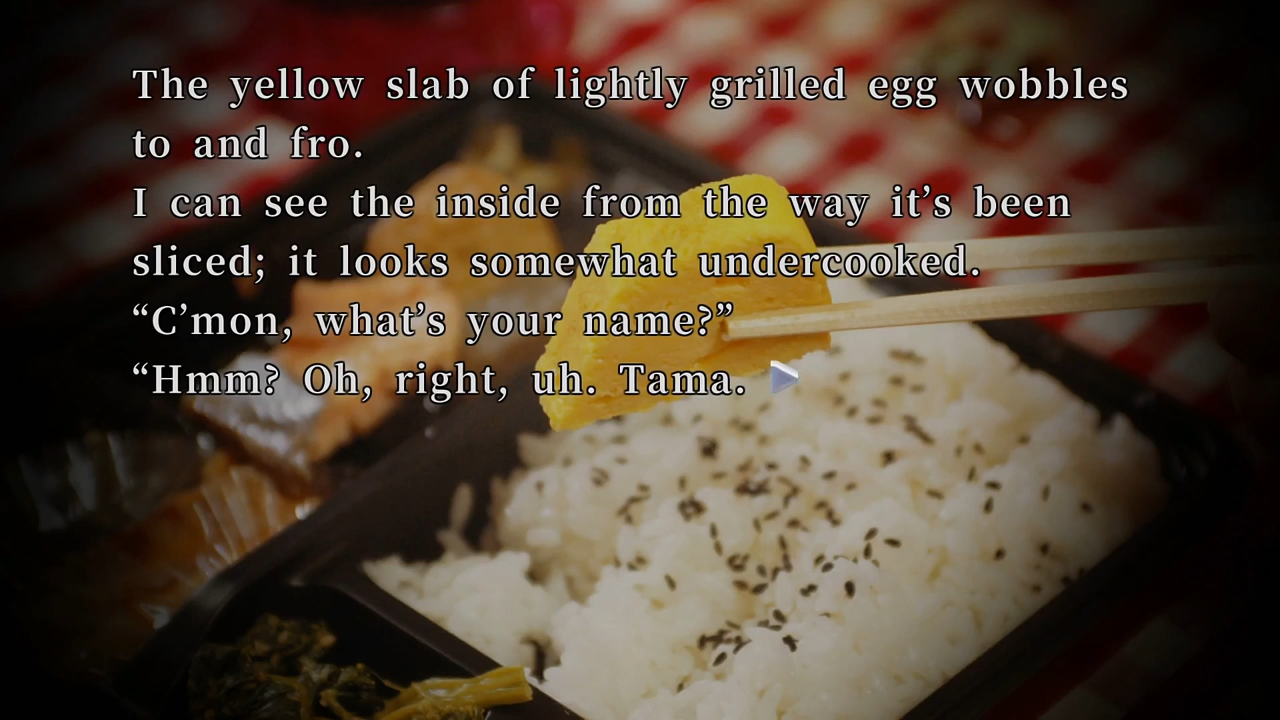 The yellow slab of lightly grilled egg wobbles
to and fro.
I can see the inside from the way it’s been
sliced; it looks somewhat undercooked.
“C’mon, what’s your name?”
“Hmm? Oh, right, uh. Tama.